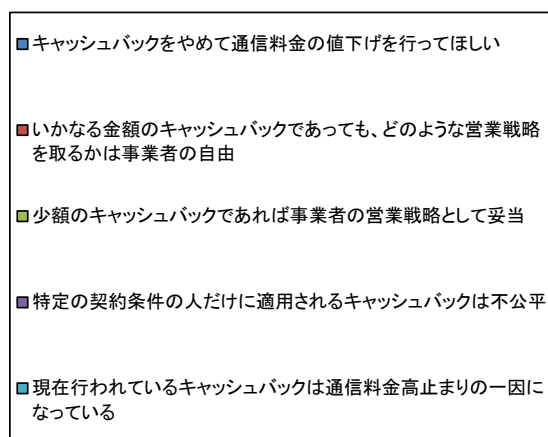 キャッシュバックをやめて通信料金の値下げを行ってほしい
いかなる金額のキャッシュバックであっても、どのような営業戦略
を取るかは事業者の自由
少額のキャッシュバックであれば事業者の営業戦略として妥当
特定の契約条件の人だけに適用されるキャッシュバックは不公平
現在行われているキャッシュバックは通信料金高止まりの一因に
なっている